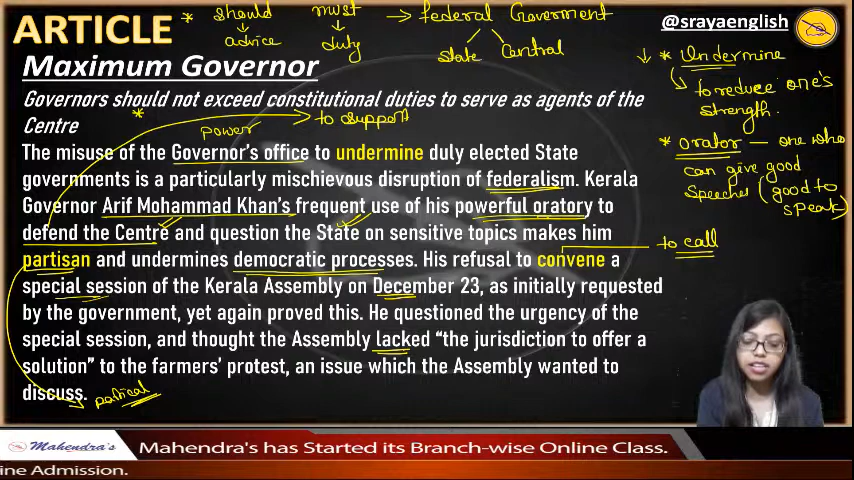 ARTICLE
* should must → federal Goverment
advice duty State Central
@srayaenglish
Maximum Governor
* Undermine
to reduce one's
strength.
Governors should not exceed constitutional duties to serve as agents of the
Centre
* power to support
* orator — one who
can give good
Speeches (good to
speak)
The misuse of the Governor's office to undermine duly elected State
governments is a particularly mischievous disruption of federalism. Kerala
Governor Arif Mohammad Khan's frequent use of his powerful oratory to
defend the Centre and question the State on sensitive topics makes him
partisan and undermines democratic processes. His refusal to convene a
to call
special session of the Kerala Assembly on December 23, as initially requested
by the government, yet again proved this. He questioned the urgency of the
special session, and thought the Assembly lacked “the jurisdiction to offer a
solution” to the farmers' protest, an issue which the Assembly wanted to
discuss.
Mahendra's
Mahendra's has Started its Branch-wise Online Class.
ine Admission.